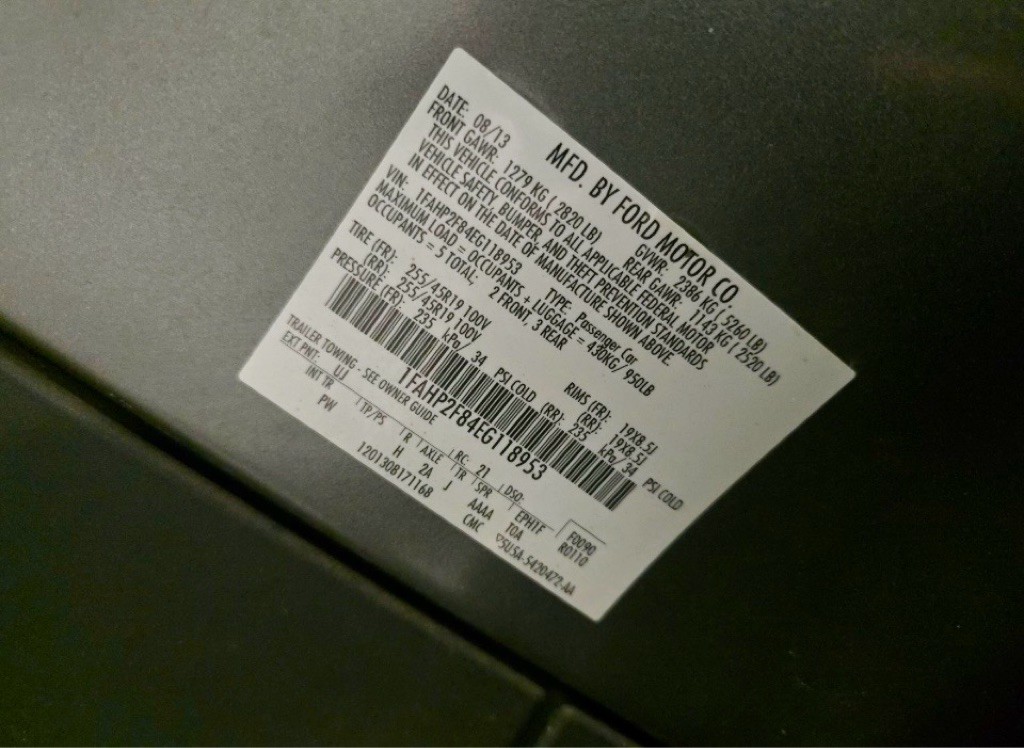 MFD. BY FORD MOTOR CO.
DATE: 08/13 GVWR: 2386 KG ( 5260 LB)
FRONT GAWR: 1279 KG ( 2820 LB) REAR GAWR: 1143 KG ( 2520 LB)
THIS VEHICLE CONFORMS TO ALL APPLICABLE FEDERAL MOTOR
VEHICLE SAFETY, BUMPER, AND THEFT PREVENTION STANDARDS
IN EFFECT ON THE DATE OF MANUFACTURE SHOWN ABOVE.
VIN: 1FAHP2F84EG118953 TYPE: Passenger Car
MAXIMUM LOAD = OCCUPANTS + LUGGAGE = 430KG/950LB
OCCUPANTS = 5 TOTAL; 2 FRONT, 3 REAR
TIRE (FR): 255/45R19 100V RIMS (FR): 19X8.5J
(RR): 255/45R19 100V (RR): 19X8.5J
PRESSURE (FR): 235 kPa/ 34 PSI COLD (RR): 235 kPa/ 34 PSI COLD
1FAHP2F84EG118953
TRAILER TOWING - SEE OWNER GUIDE
EXT PNT: UJ RC: 21 DSO: F0090
INT TR TP/PS R AXLE TR SPR EPHTF R0110
PW H 2A J AAAA T0A
1201308171168 CMC ▽5U5A-5420472-AA